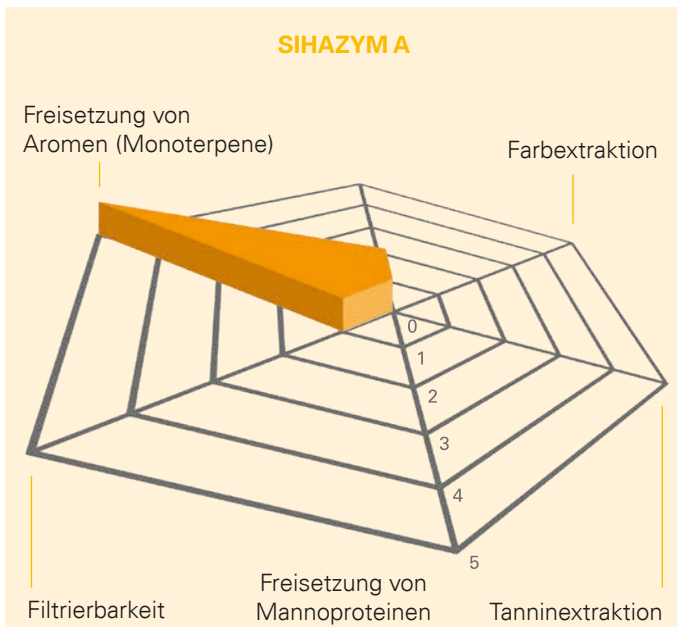 SIHAZYM A
Freisetzung von
Aromen (Monoterpene)
Farbextraktion
0
1
2
3
4
5
Filtrierbarkeit
Freisetzung von
Mannoproteinen
Tanninextraktion